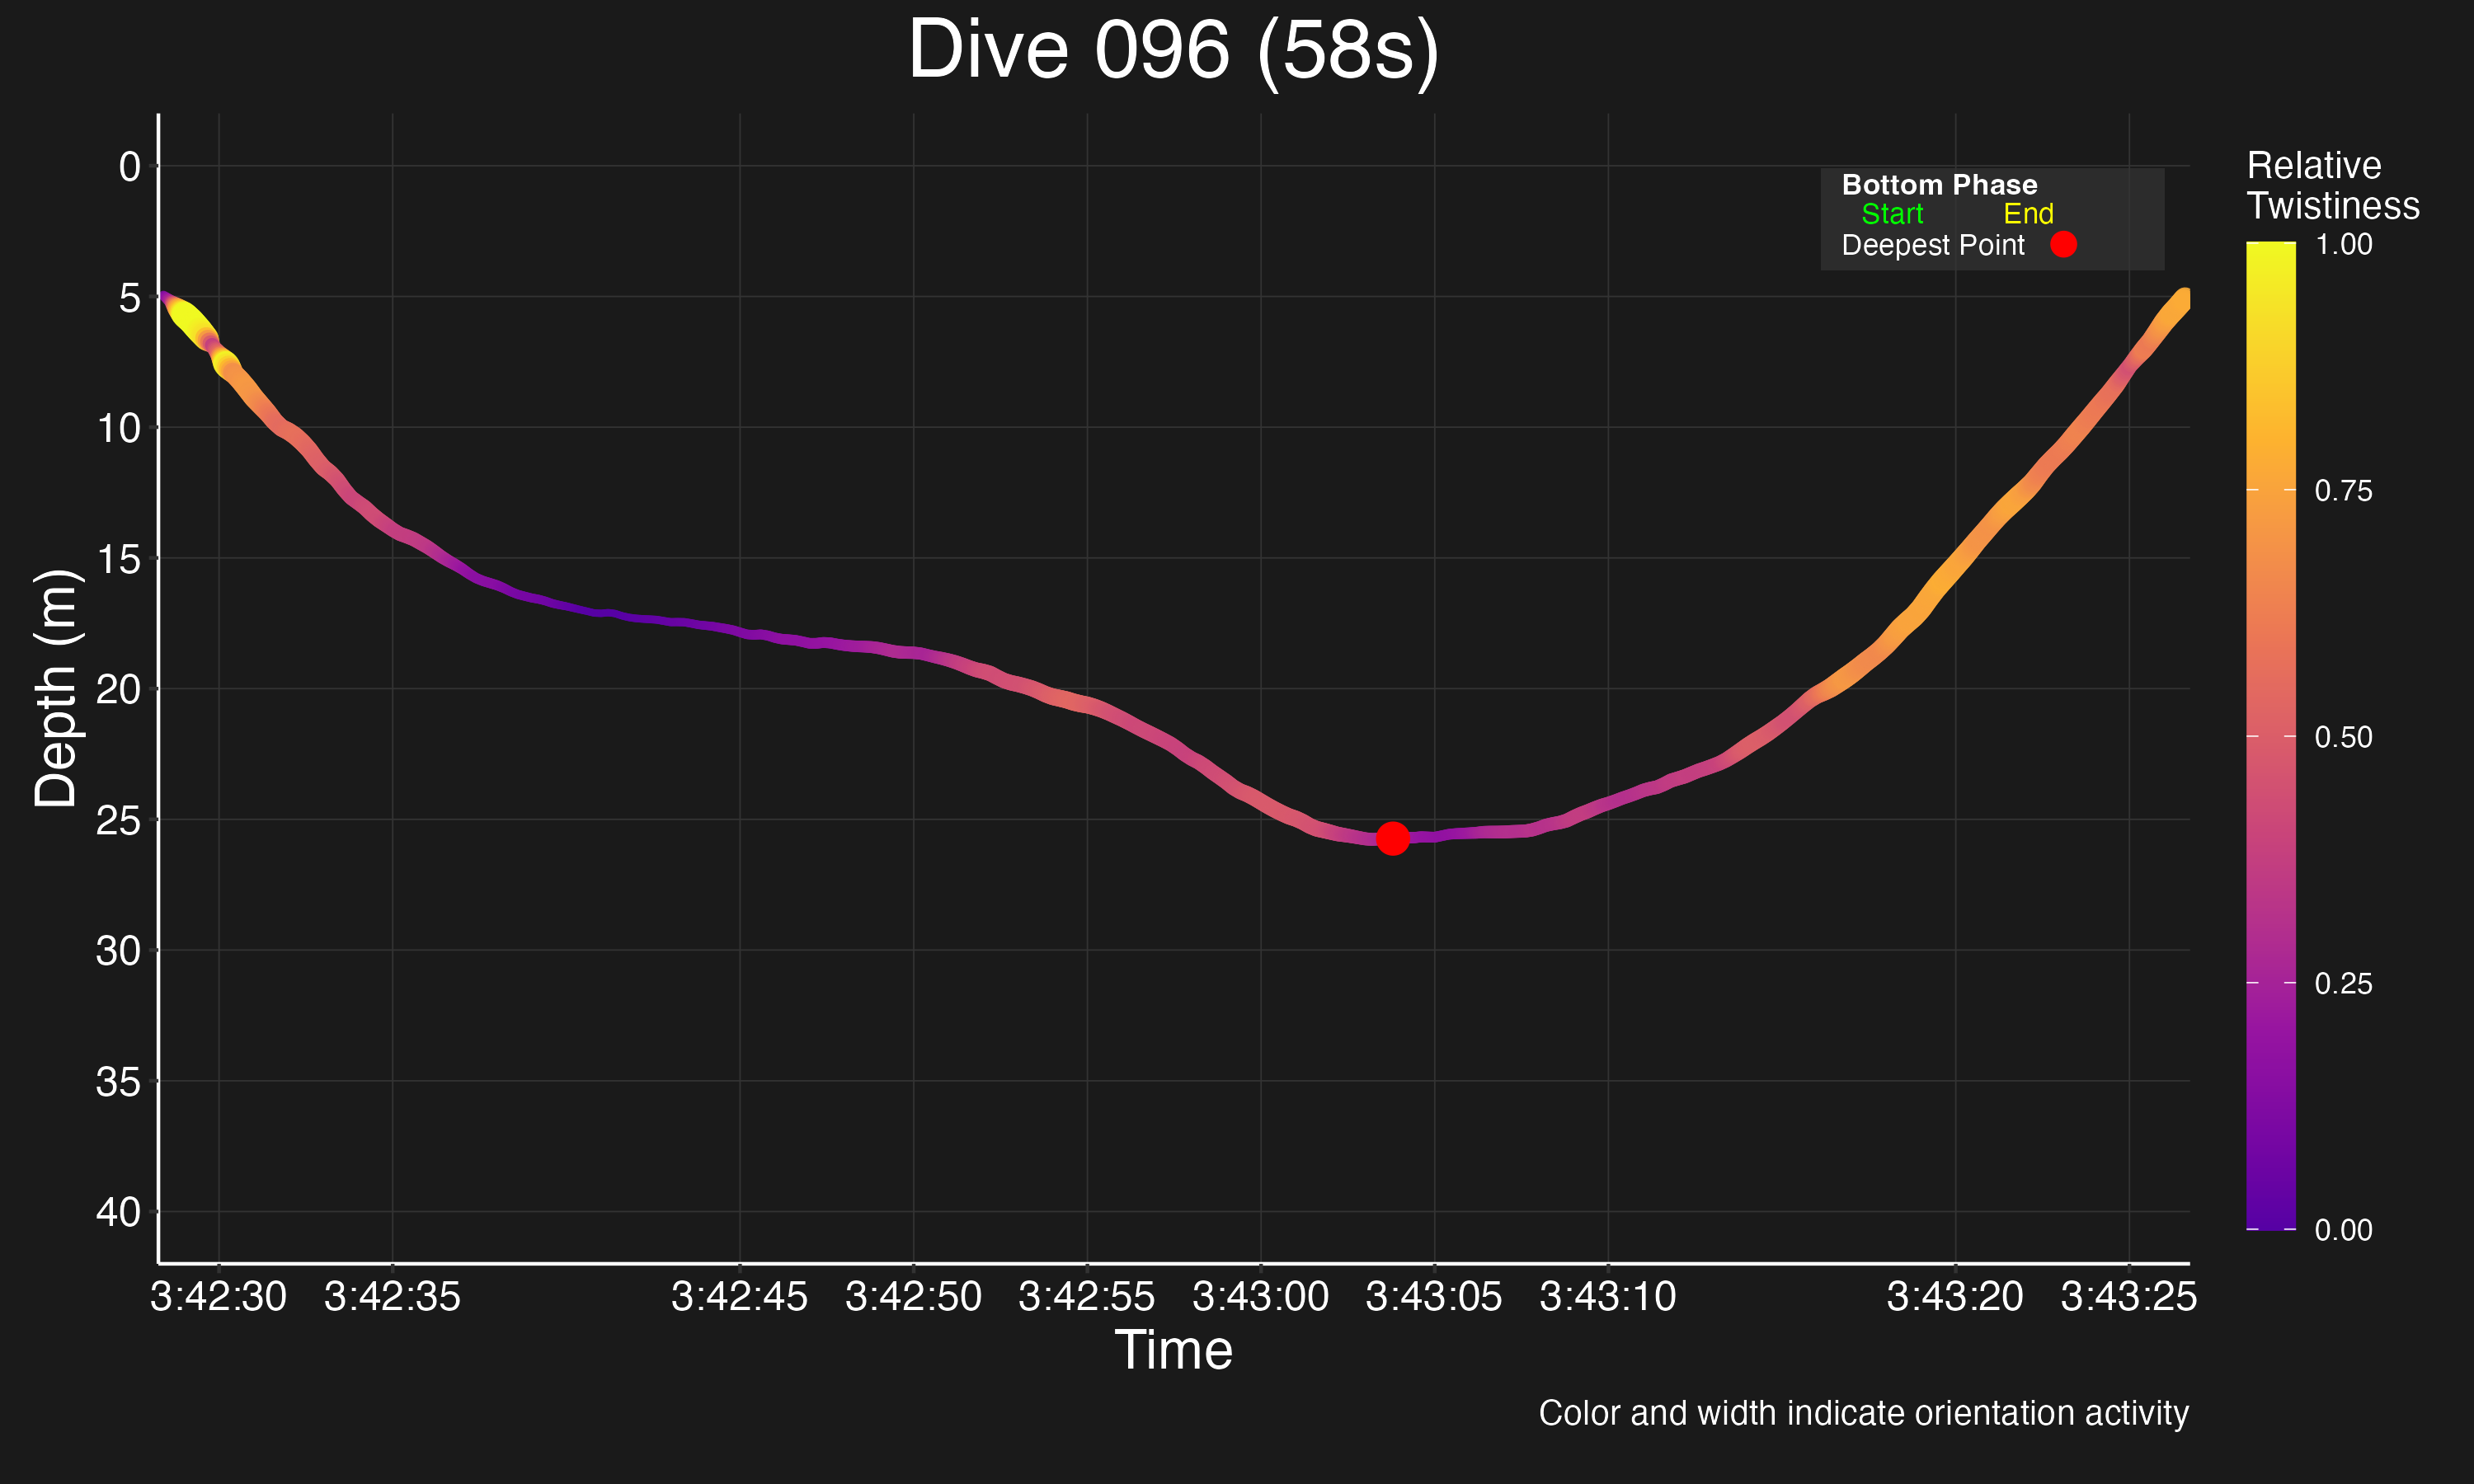 Dive 096 (58s)
Bottom Phase
Start End
Deepest Point
Relative
Twistiness
1.00
0.75
0.50
0.25
0.00
Depth (m)
0
5
10
15
20
25
30
35
40
3:42:30 3:42:35 3:42:45 3:42:50 3:42:55 3:43:00 3:43:05 3:43:10 3:43:20 3:43:25
Time
Color and width indicate orientation activity